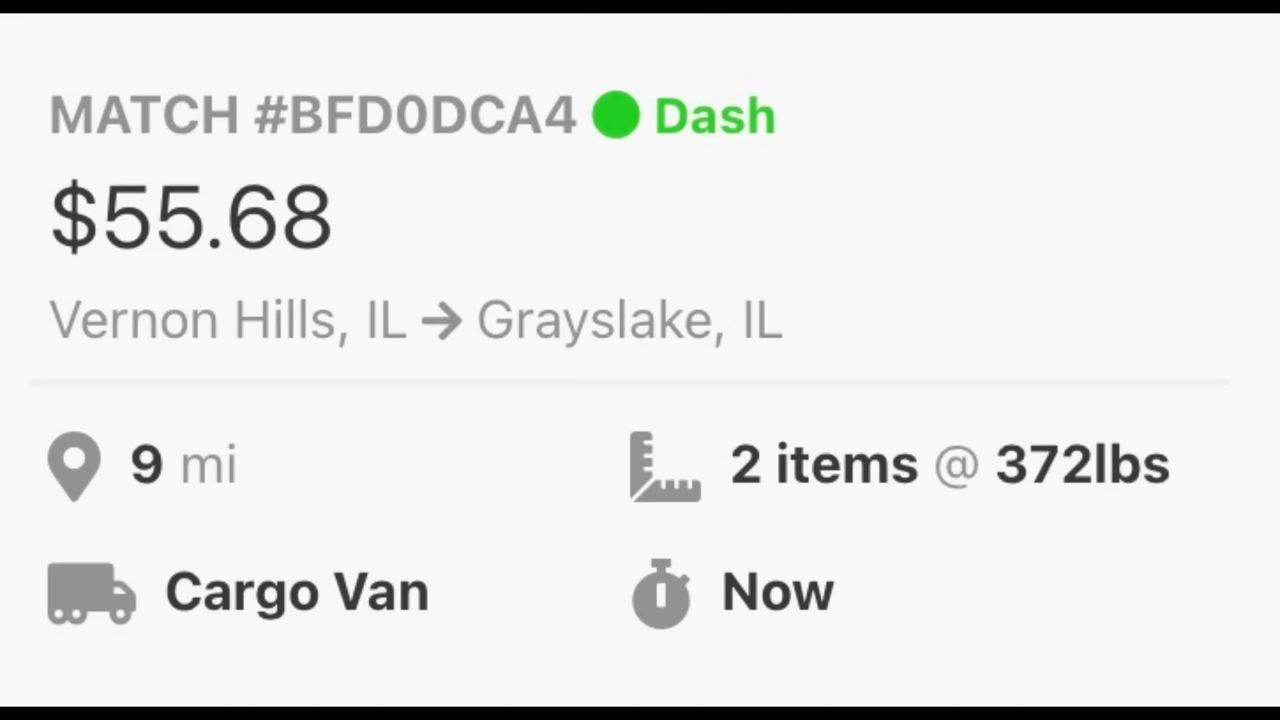 MATCH #BFD0DCA4 Dash
$55.68
Vernon Hills, IL → Grayslake, IL
9 mi
2 items @ 372lbs
Cargo Van
Now